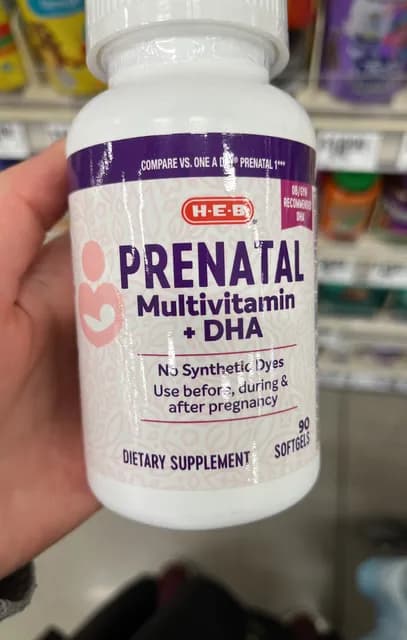 COMPARE VS. ONE A DAY® PRENATAL 1***
H-E-B®
OB/GYN
RECOMMENDED
DHA
PRENATAL
Multivitamin
+ DHA
No Synthetic Dyes
Use before, during &
after pregnancy
DIETARY SUPPLEMENT
90
SOFTGELS